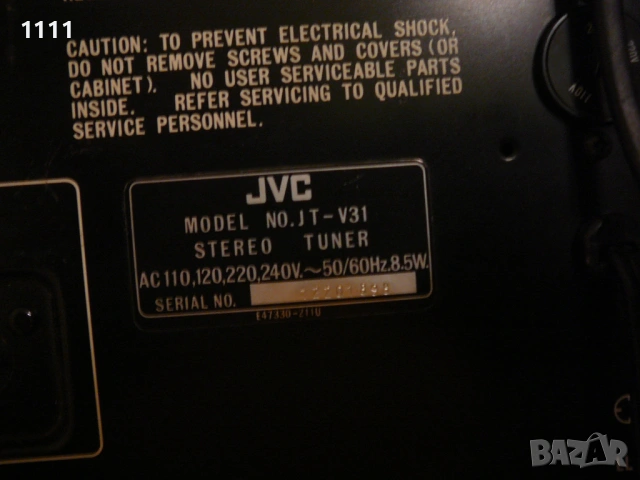 1111
CAUTION: TO PREVENT ELECTRICAL SHOCK,
DO NOT REMOVE SCREWS AND COVERS (OR
CABINET). NO USER SERVICEABLE PARTS
INSIDE. REFER SERVICING TO QUALIFIED
SERVICE PERSONNEL.
JVC
MODEL NO. JT-V31
STEREO TUNER
AC 110, 120, 220, 240V. ~ 50/60Hz. 8.5W.
SERIAL NO.
E47330-211D
BAZAR